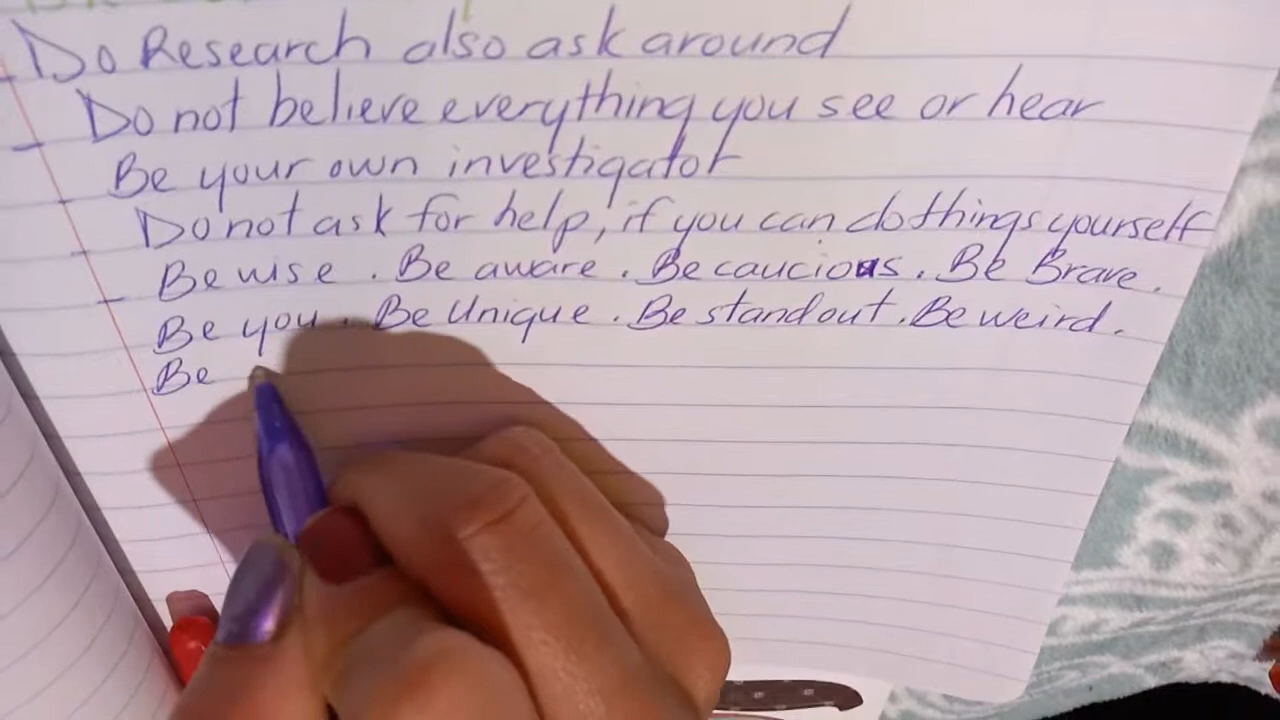 Do Research also ask around
Do not believe everything you see or hear
Be your own investigator
Do not ask for help, if you can do things yourself
Be wise . Be aware . Be caucious . Be Brave .
Be you . Be Unique . Be standout . Be weird .
Be